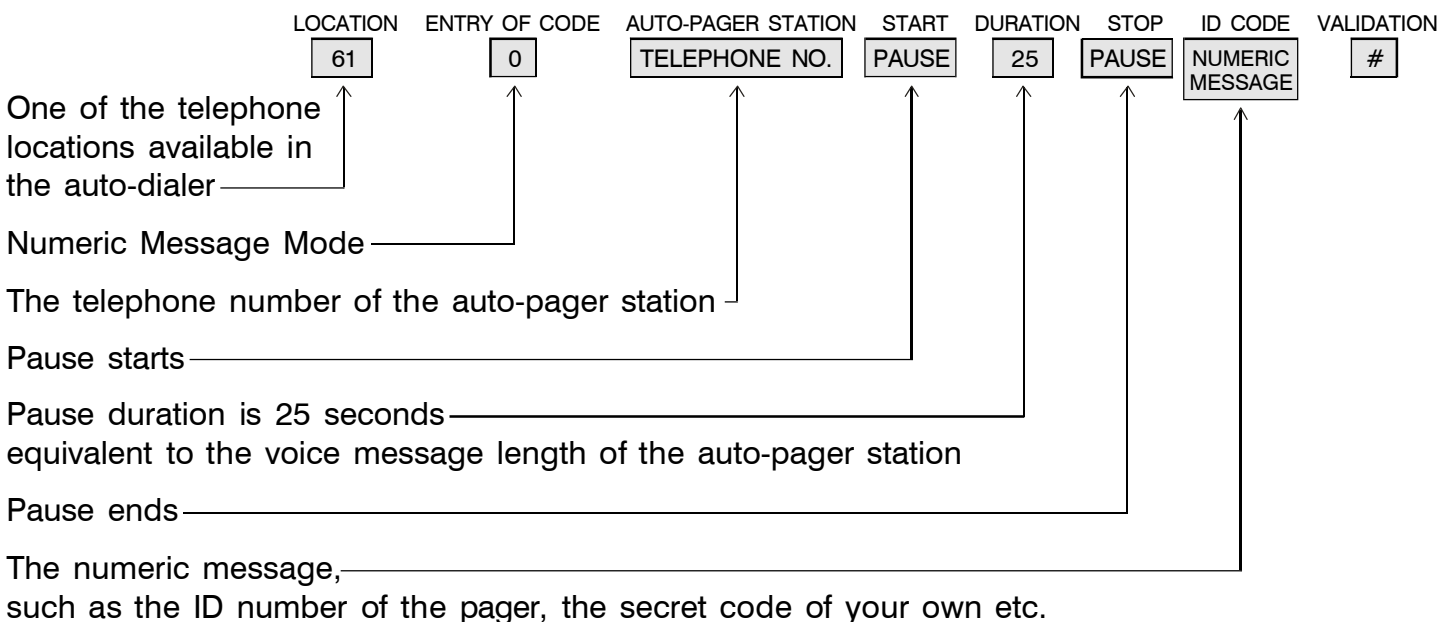 LOCATION ENTRY OF CODE AUTO-PAGER STATION START DURATION STOP ID CODE VALIDATION
61 0 TELEPHONE NO. PAUSE 25 PAUSE NUMERIC MESSAGE #
One of the telephone
locations available in
the auto-dialer
Numeric Message Mode
The telephone number of the auto-pager station
Pause starts
Pause duration is 25 seconds
equivalent to the voice message length of the auto-pager station
Pause ends
The numeric message,
such as the ID number of the pager, the secret code of your own etc.